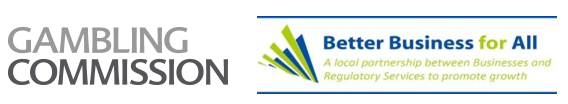 GAMBLING
COMMISSION
Better Business for All
A local partnership between Businesses and
Regulatory Services to promote growth